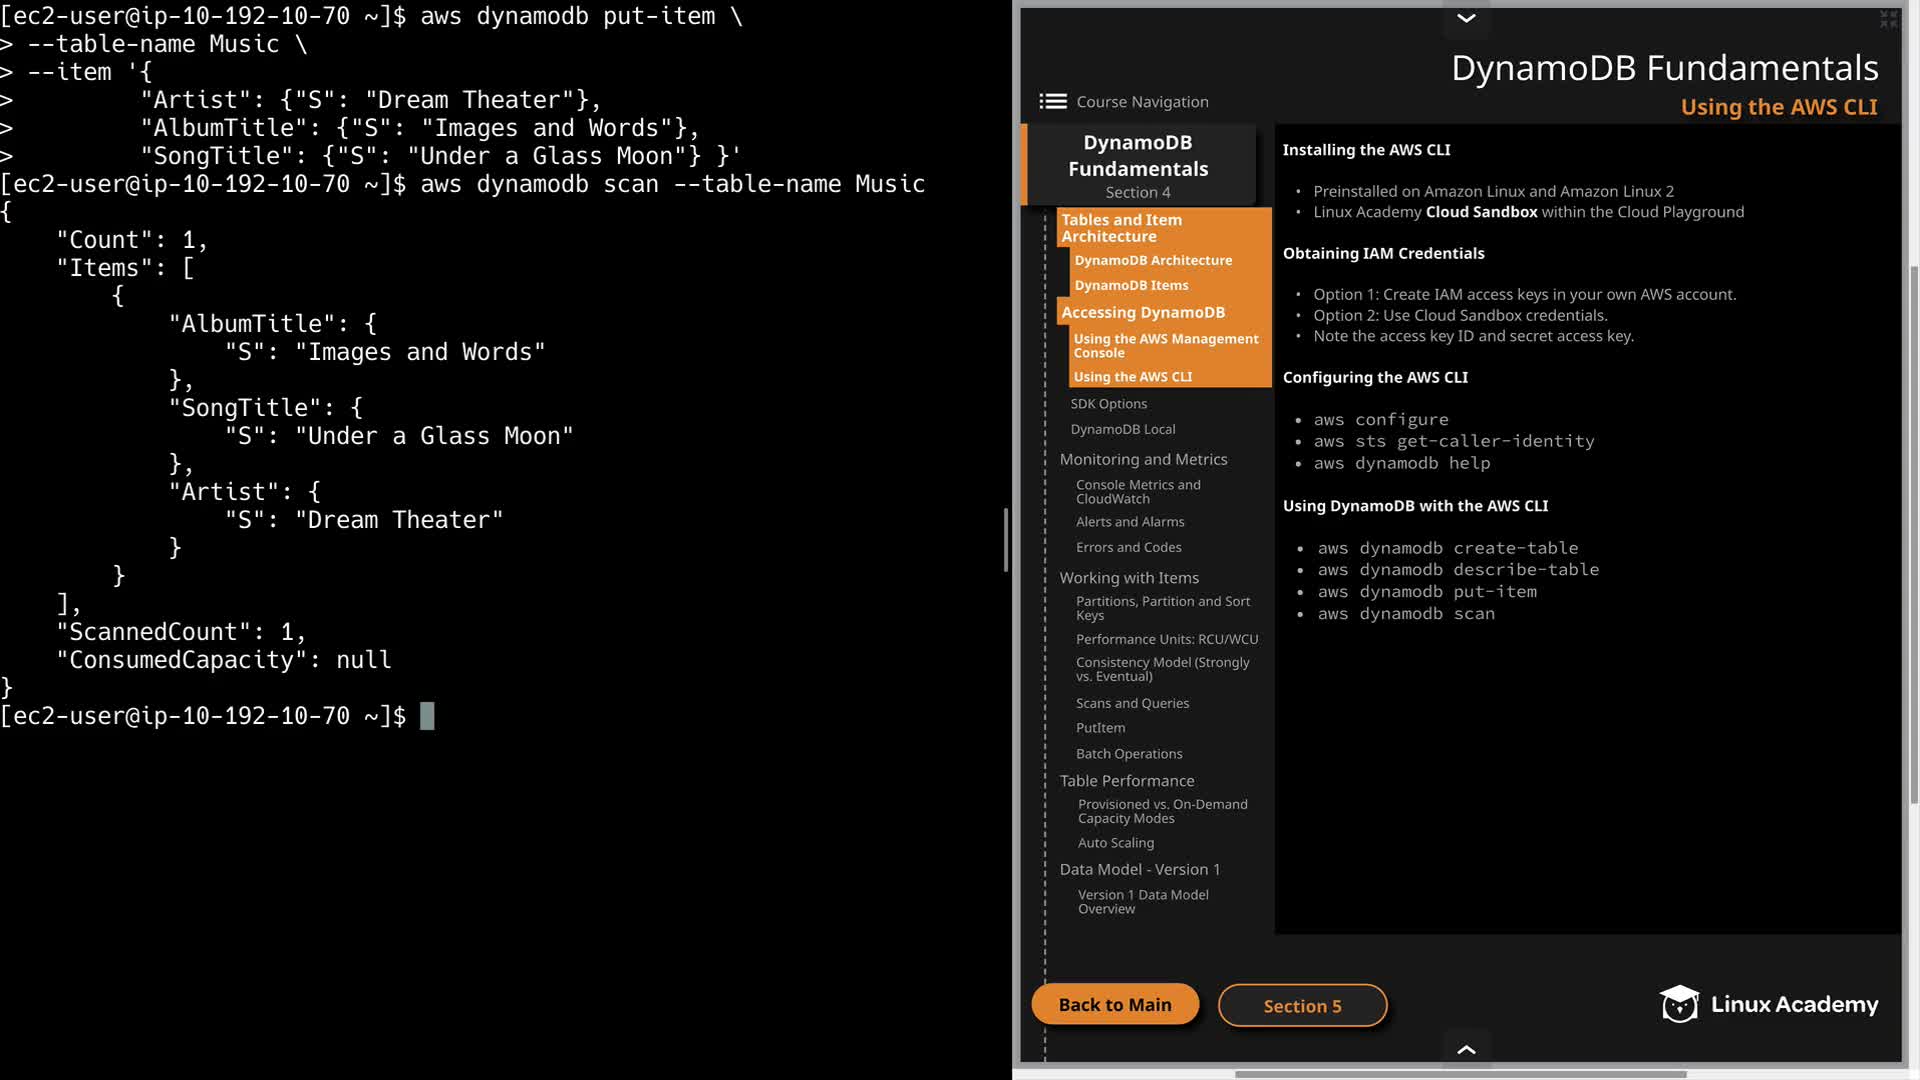 [ec2-user@ip-10-192-10-70 ~]$ aws dynamodb put-item \
> --table-name Music \
> --item '{
>         "Artist": {"S": "Dream Theater"},
>         "AlbumTitle": {"S": "Images and Words"},
>         "SongTitle": {"S": "Under a Glass Moon"} }'
[ec2-user@ip-10-192-10-70 ~]$ aws dynamodb scan --table-name Music
{
    "Count": 1,
    "Items": [
        {
            "AlbumTitle": {
                "S": "Images and Words"
            },
            "SongTitle": {
                "S": "Under a Glass Moon"
            },
            "Artist": {
                "S": "Dream Theater"
            }
        }
    ],
    "ScannedCount": 1,
    "ConsumedCapacity": null
}
[ec2-user@ip-10-192-10-70 ~]$
DynamoDB Fundamentals
Using the AWS CLI
Course Navigation
DynamoDB
Fundamentals
Section 4
Tables and Item
Architecture
DynamoDB Architecture
DynamoDB Items
Accessing DynamoDB
Using the AWS Management
Console
Using the AWS CLI
SDK Options
DynamoDB Local
Monitoring and Metrics
Console Metrics and
CloudWatch
Alerts and Alarms
Errors and Codes
Working with Items
Partitions, Partition and Sort
Keys
Performance Units: RCU/WCU
Consistency Model (Strongly
vs. Eventual)
Scans and Queries
PutItem
Batch Operations
Table Performance
Provisioned vs. On-Demand
Capacity Modes
Auto Scaling
Data Model - Version 1
Version 1 Data Model
Overview
Installing the AWS CLI
• Preinstalled on Amazon Linux and Amazon Linux 2
• Linux Academy Cloud Sandbox within the Cloud Playground
Obtaining IAM Credentials
• Option 1: Create IAM access keys in your own AWS account.
• Option 2: Use Cloud Sandbox credentials.
• Note the access key ID and secret access key.
Configuring the AWS CLI
• aws configure
• aws sts get-caller-identity
• aws dynamodb help
Using DynamoDB with the AWS CLI
• aws dynamodb create-table
• aws dynamodb describe-table
• aws dynamodb put-item
• aws dynamodb scan
Back to Main
Section 5
Linux Academy